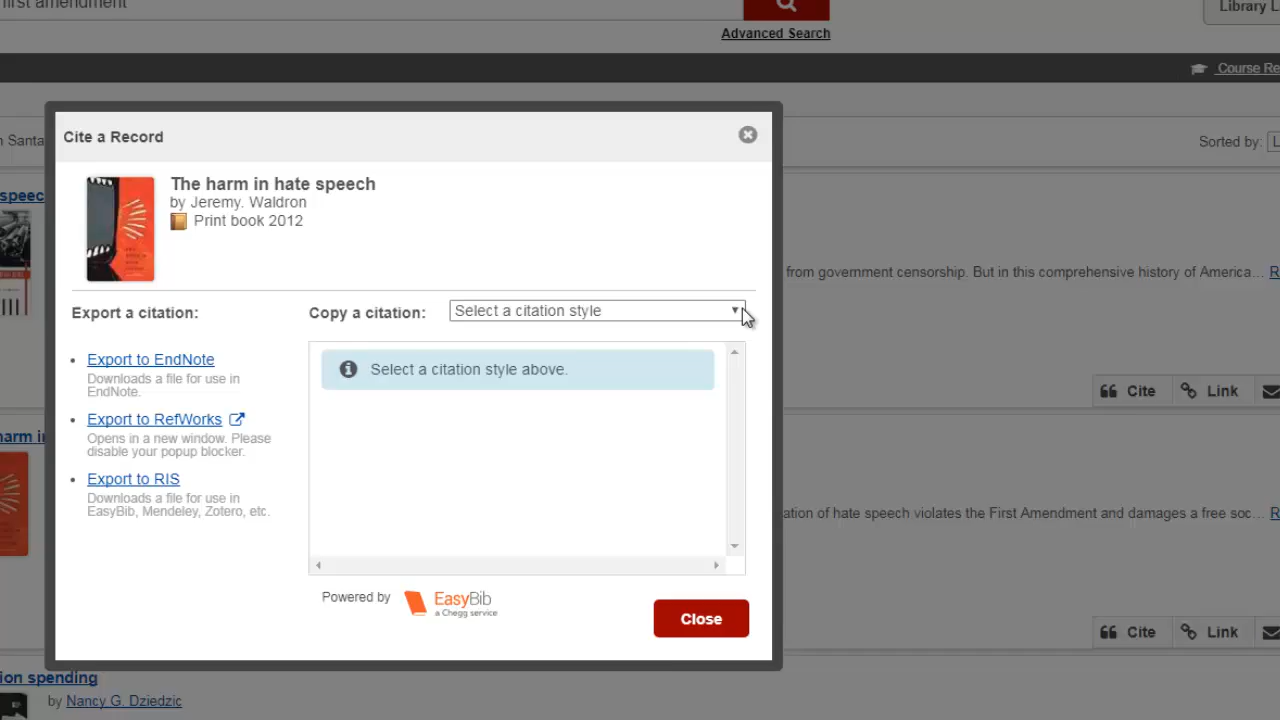 first amendment
Library L
Advanced Search
Course Re
Cite a Record
n Santa
Sorted by:
speec
The harm in hate speech
by Jeremy. Waldron
Print book 2012
from government censorship. But in this comprehensive history of America... R
Export a citation:
Copy a citation:
Select a citation style
Export to EndNote
Downloads a file for use in
EndNote.
Select a citation style above.
Cite
Link
Export to RefWorks
Opens in a new window. Please
disable your popup blocker.
harm in
Export to RIS
Downloads a file for use in
EasyBib, Mendeley, Zotero, etc.
ation of hate speech violates the First Amendment and damages a free soc... R
Powered by
EasyBib
a Chegg service
Close
Cite
Link
ion spending
by Nancy G. Dziedzic